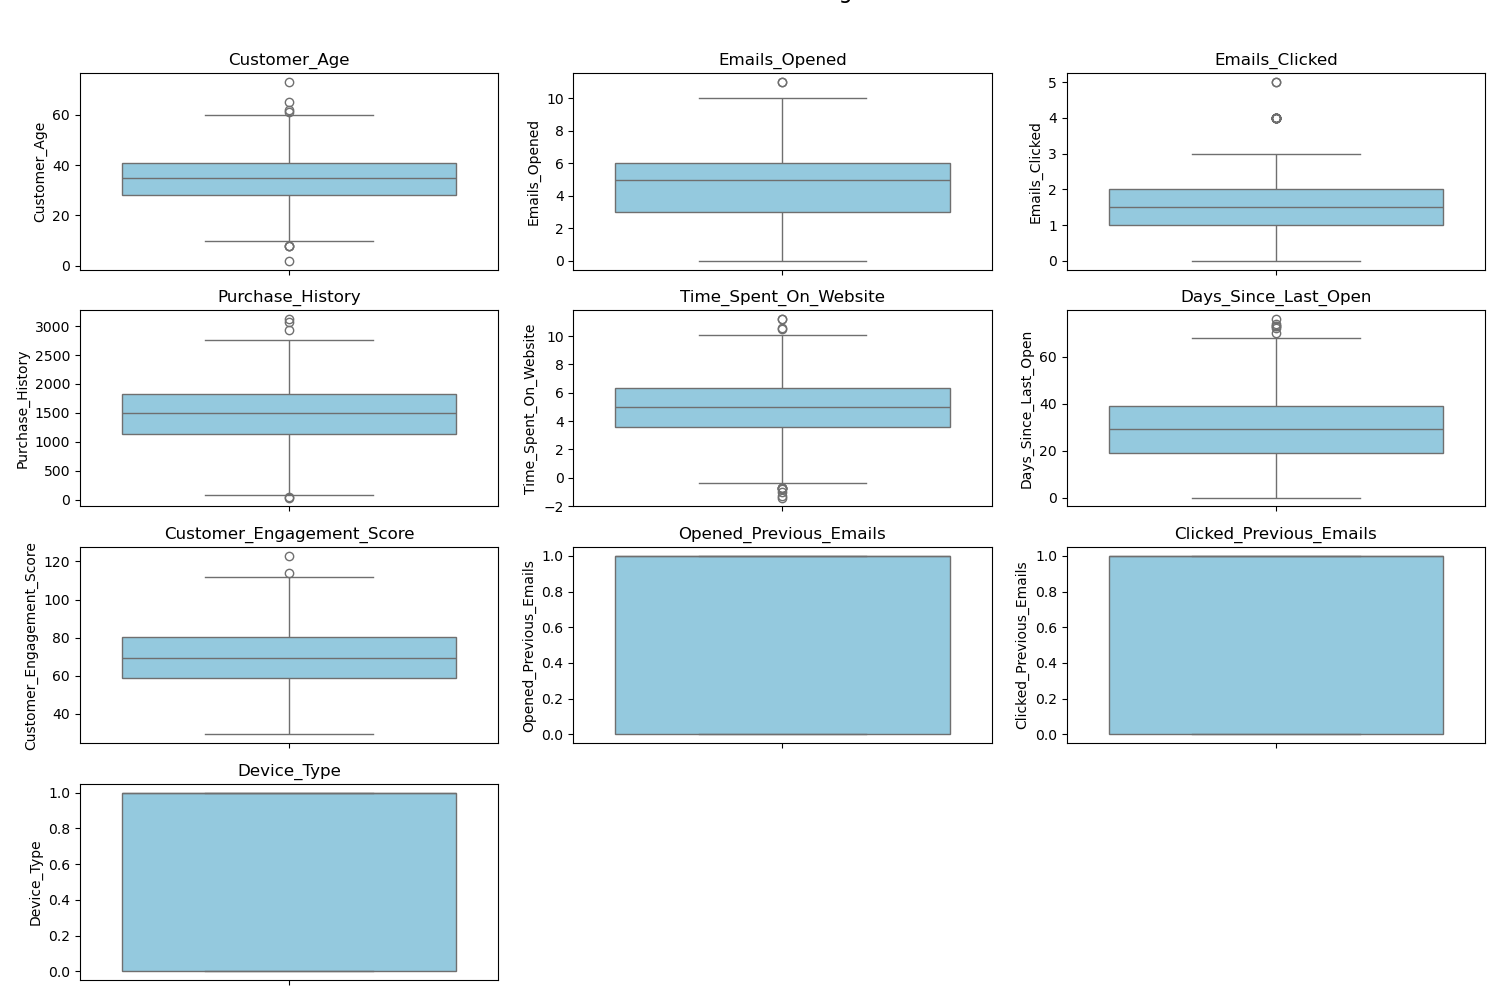 Customer_Age
Emails_Opened
Emails_Clicked
Customer_Age
60
40
20
0
Emails_Opened
10
8
6
4
2
0
Emails_Clicked
5
4
3
2
1
0
Purchase_History
Time_Spent_On_Website
Days_Since_Last_Open
Purchase_History
3000
2500
2000
1500
1000
500
0
Time_Spent_On_Website
10
8
6
4
2
0
−2
Days_Since_Last_Open
60
40
20
0
Customer_Engagement_Score
Opened_Previous_Emails
Clicked_Previous_Emails
Customer_Engagement_Score
120
100
80
60
40
Opened_Previous_Emails
1.0
0.8
0.6
0.4
0.2
0.0
Clicked_Previous_Emails
1.0
0.8
0.6
0.4
0.2
0.0
Device_Type
Device_Type
1.0
0.8
0.6
0.4
0.2
0.0